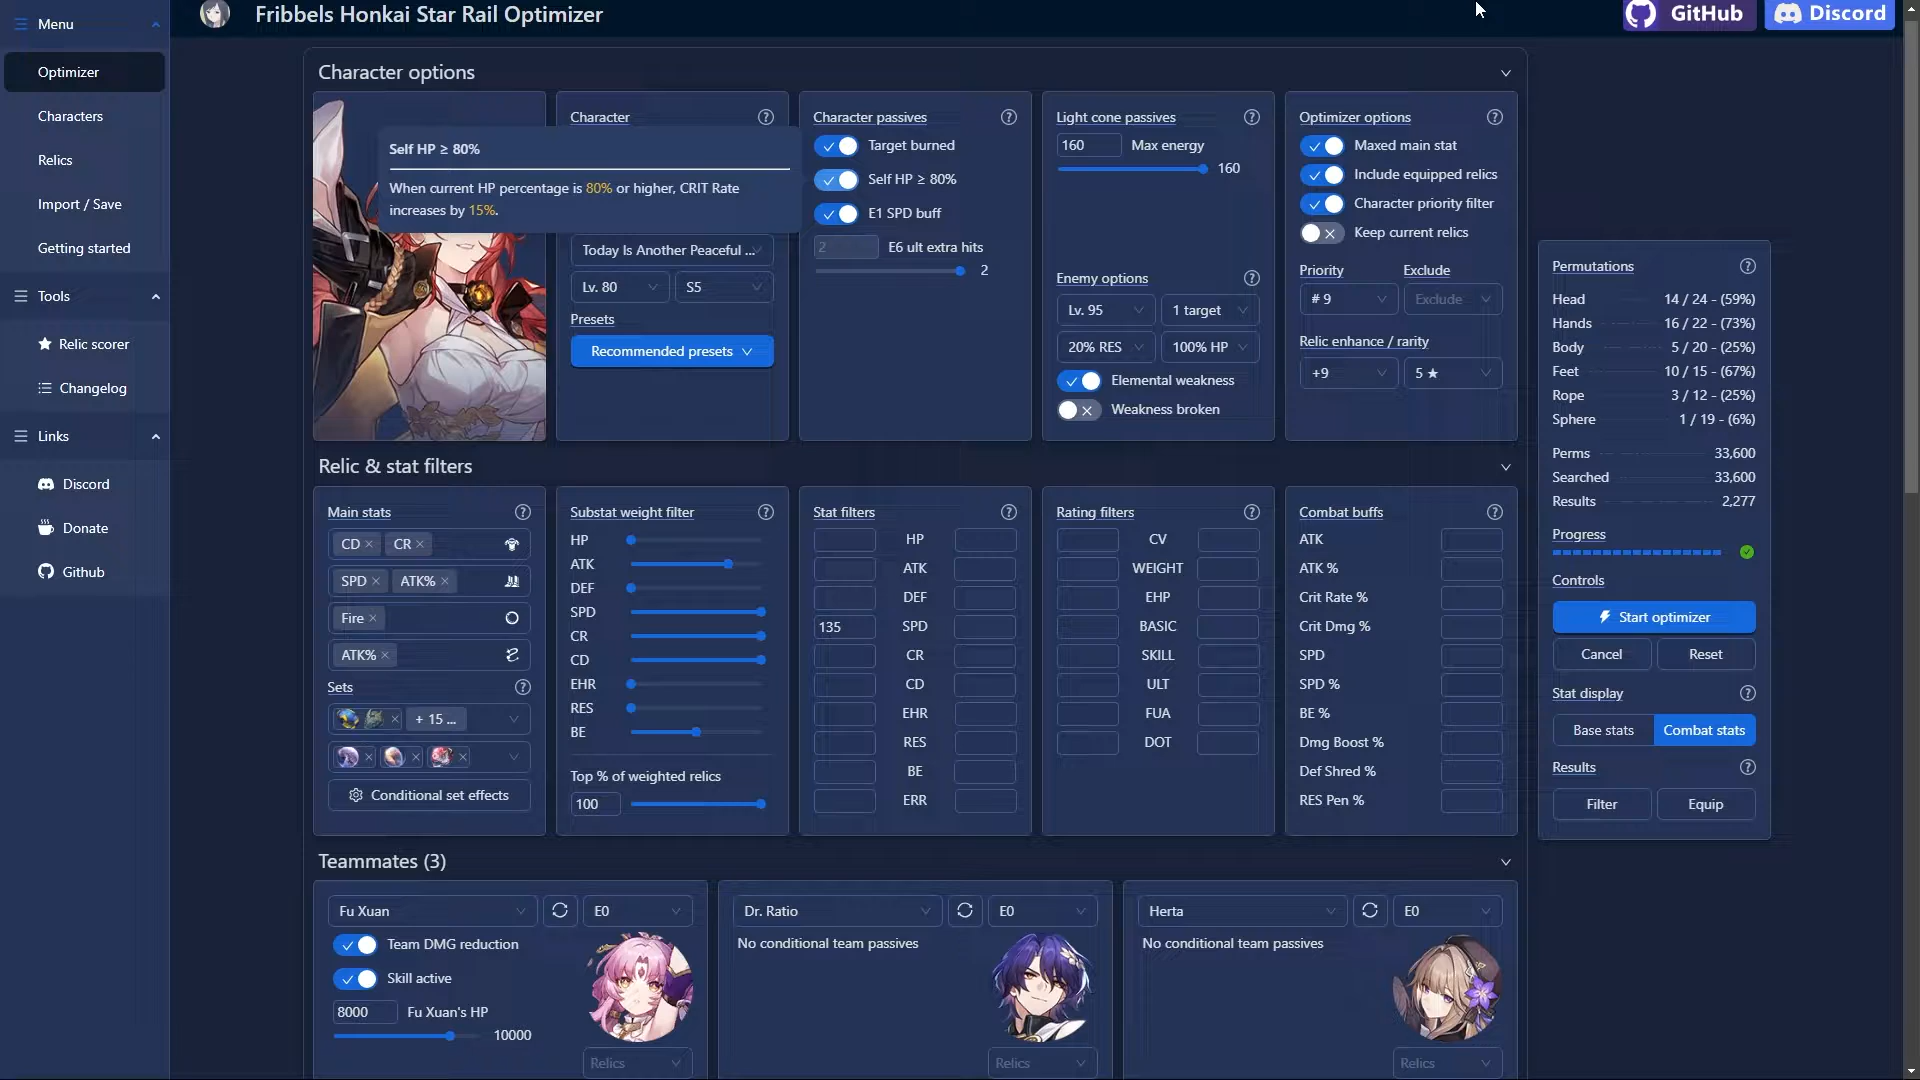 Menu
Fribbels Honkai Star Rail Optimizer
GitHub
Discord
Optimizer
Characters
Relics
Import / Save
Getting started
Tools
Relic scorer
Changelog
Links
Discord
Donate
Github
Character options
Character
Self HP ≥ 80%
When current HP percentage is 80% or higher, CRIT Rate
increases by 15%.
Today Is Another Peaceful ...
Lv. 80
S5
Presets
Recommended presets
Character passives
Target burned
Self HP ≥ 80%
E1 SPD buff
2 E6 ult extra hits
2
Light cone passives
160 Max energy
160
Enemy options
Lv. 95
1 target
20% RES
100% HP
Elemental weakness
Weakness broken
Optimizer options
Maxed main stat
Include equipped relics
Character priority filter
Keep current relics
Priority
Exclude
# 9
Exclude
Relic enhance / rarity
+9
5 ★
Permutations
Head 14 / 24 - (59%)
Hands 16 / 22 - (73%)
Body 5 / 20 - (25%)
Feet 10 / 15 - (67%)
Rope 3 / 12 - (25%)
Sphere 1 / 19 - (6%)
Perms 33,600
Searched 33,600
Results 2,277
Progress
Controls
Start optimizer
Cancel
Reset
Stat display
Base stats
Combat stats
Results
Filter
Equip
Relic & stat filters
Main stats
CD
CR
SPD
ATK%
Fire
ATK%
Sets
+ 15 ...
Conditional set effects
Substat weight filter
HP
ATK
DEF
SPD
CR
CD
EHR
RES
BE
Top % of weighted relics
100
Stat filters
HP
ATK
DEF
135 SPD
CR
CD
EHR
RES
BE
ERR
Rating filters
CV
WEIGHT
EHP
BASIC
SKILL
ULT
FUA
DOT
Combat buffs
ATK
ATK %
Crit Rate %
Crit Dmg %
SPD
SPD %
BE %
Dmg Boost %
Def Shred %
RES Pen %
Teammates (3)
Fu Xuan
E0
Team DMG reduction
Skill active
8000 Fu Xuan's HP
10000
Relics
Dr. Ratio
E0
No conditional team passives
Relics
Herta
E0
No conditional team passives
Relics